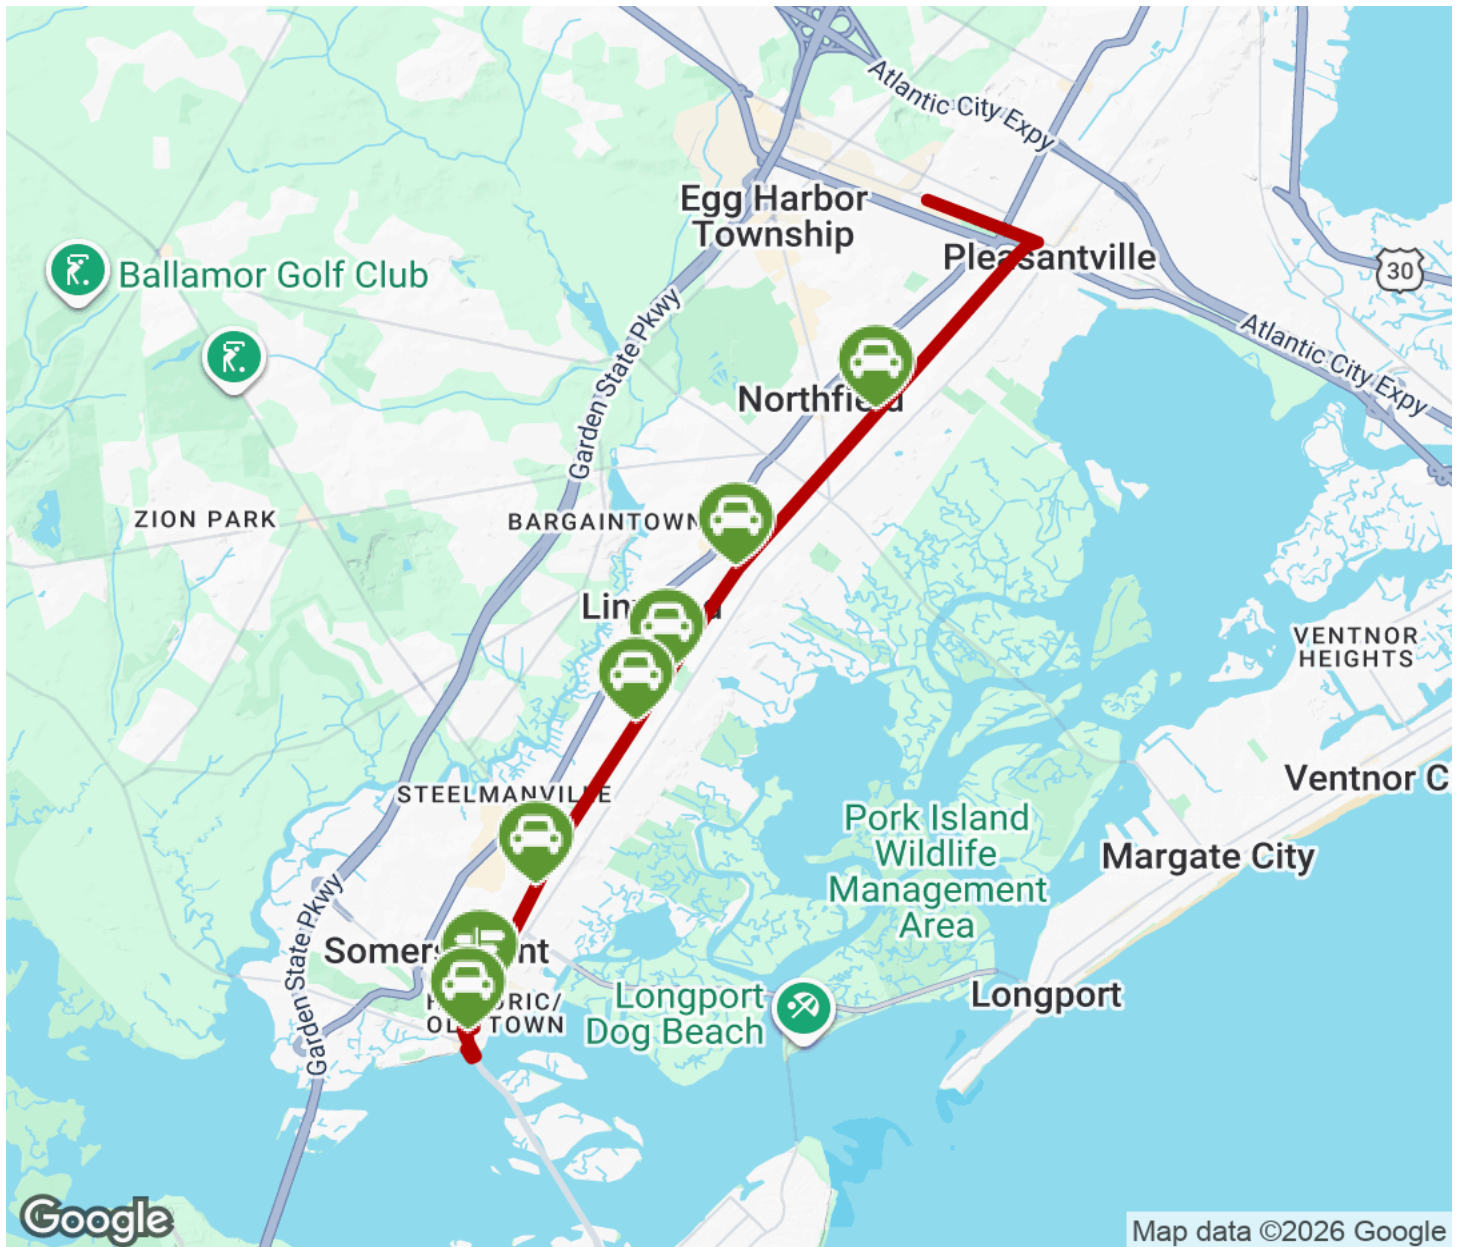 Atlantic City Expy
Egg Harbor
Township
Pleasantville
30
Ballamor Golf Club
Garden State Pkwy
Atlantic City Expy
Northfield
ZION PARK
BARGAINTOWN
VENTNOR
HEIGHTS
STEELMANVILLE
Ventnor C
Pork Island
Wildlife
Management
Area
Margate City
Garden State Pkwy
Longport
Longport
Dog Beach
Google
Map data ©2026 Google